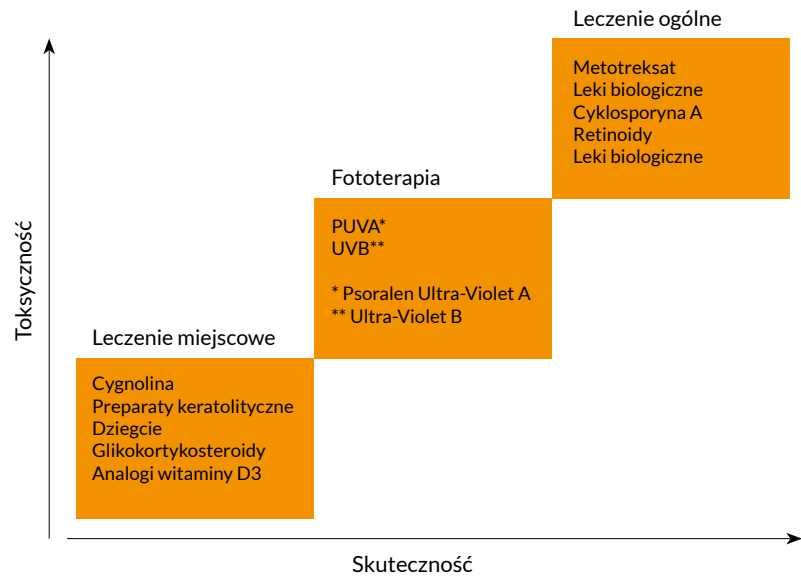 Leczenie ogólne
Metotreksat
Leki biologiczne
Cyklosporyna A
Retinoidy
Leki biologiczne
Fototerapia
PUVA*
UVB**
* Psoralen Ultra-Violet A
** Ultra-Violet B
Leczenie miejscowe
Cygnolina
Preparaty keratolityczne
Dziegcie
Glikokortykosteroidy
Analogi witaminy D3
Toksyczność
Skuteczność